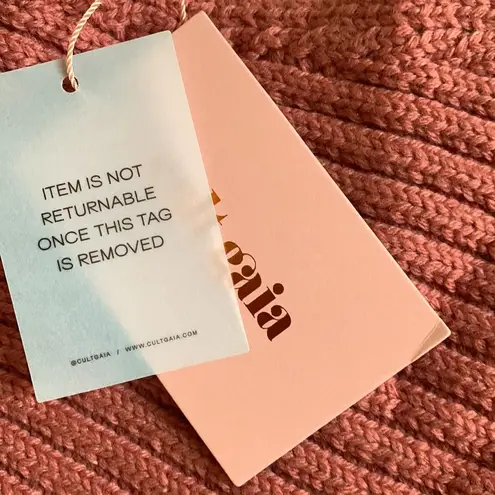 ITEM IS NOT
RETURNABLE
ONCE THIS TAG
IS REMOVED
@CULTGAIA / WWW.CULTGAIA.COM
gaia